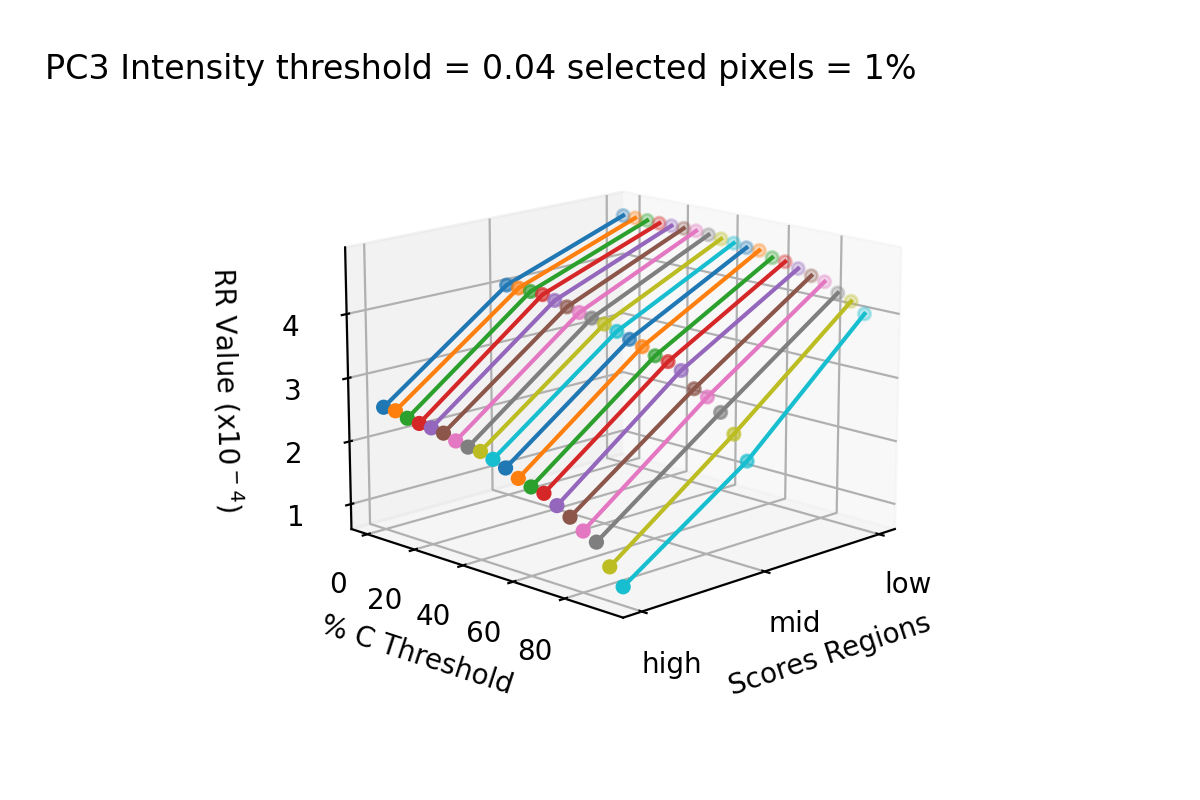 PC3 Intensity threshold = 0.04 selected pixels = 1%
RR Value (x10⁻⁴)
4
3
2
1
0
20
40
60
80
% C Threshold
high
mid
low
Scores Regions